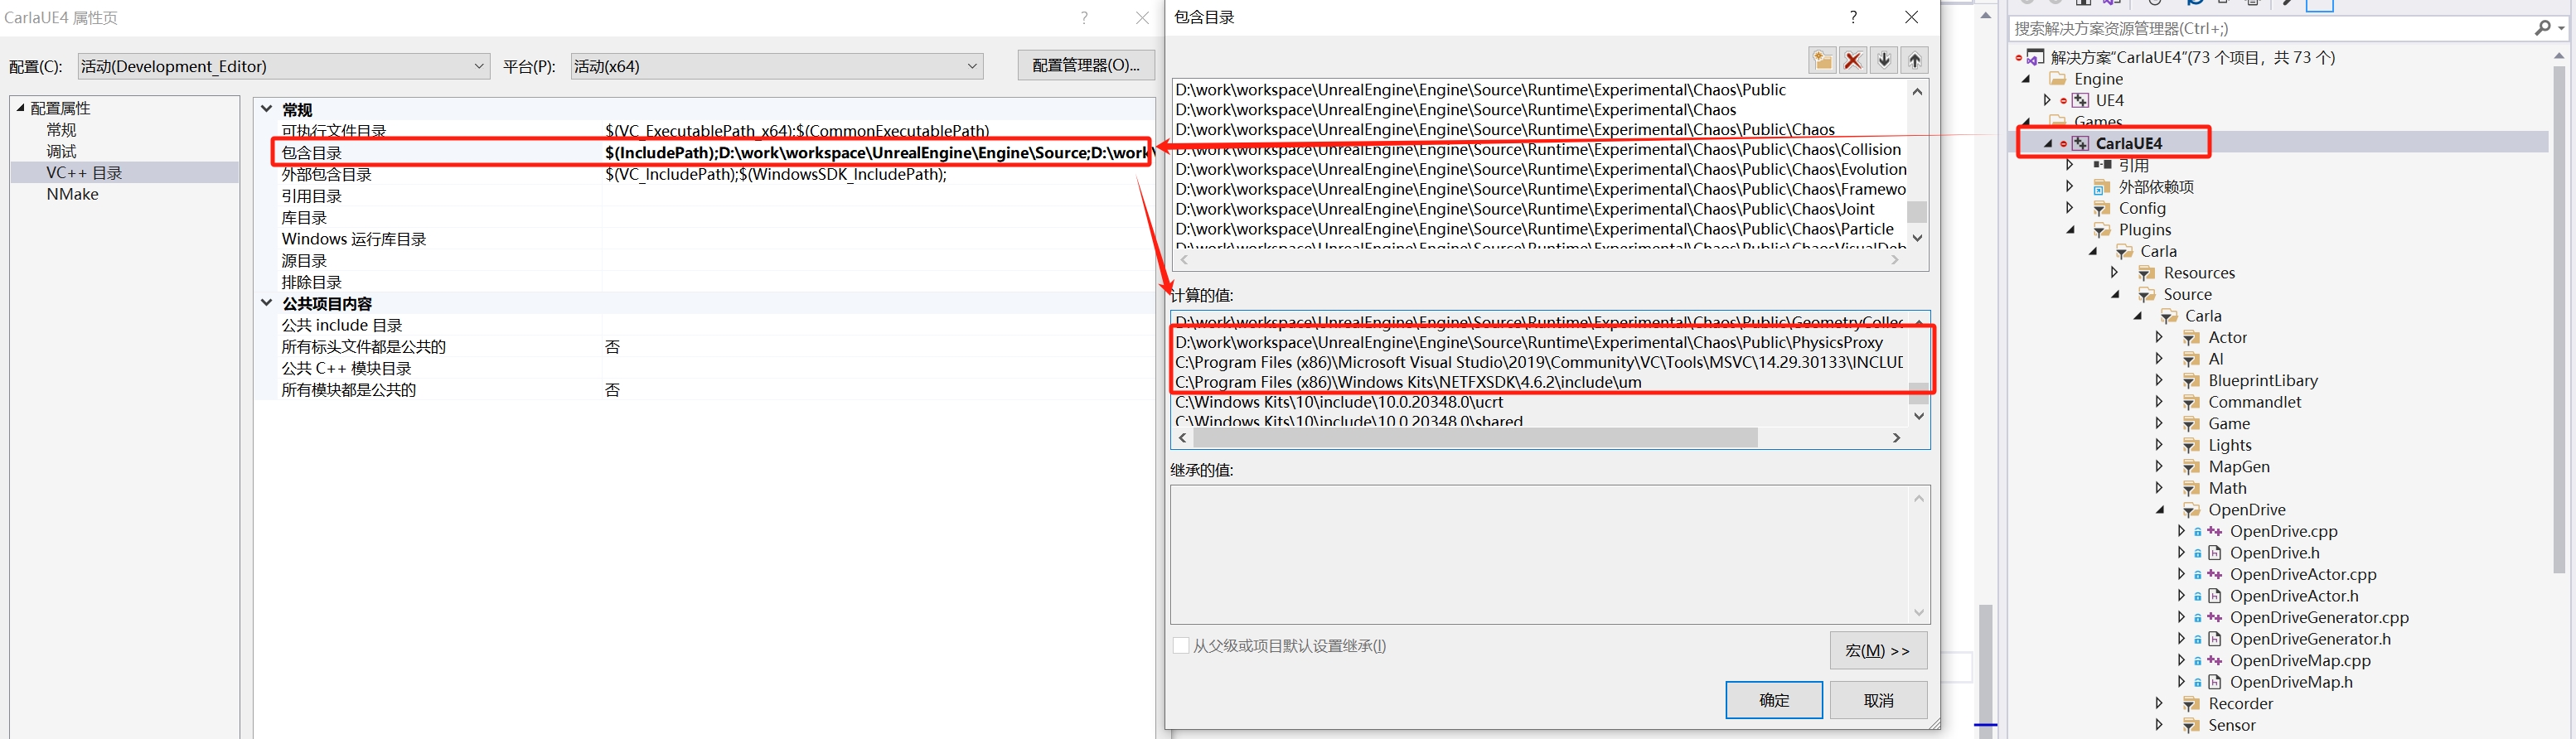 CarlaUE4 属性页
配置(C):
活动(Development_Editor)
平台(P):
活动(x64)
配置管理器(O)...
配置属性
常规
调试
VC++ 目录
NMake
常规
可执行文件目录 $(VC_ExecutablePath_x64);$(CommonExecutablePath)
包含目录 $(IncludePath);D:\work\workspace\UnrealEngine\Engine\Source;D:\work\
外部包含目录 $(VC_IncludePath);$(WindowsSDK_IncludePath);
引用目录
库目录
Windows 运行库目录
源目录
排除目录
公共项目内容
公共 include 目录
所有标头文件都是公共的 否
公共 C++ 模块目录
所有模块都是公共的 否
包含目录
D:\work\workspace\UnrealEngine\Engine\Source\Runtime\Experimental\Chaos\Public
D:\work\workspace\UnrealEngine\Engine\Source\Runtime\Experimental\Chaos
D:\work\workspace\UnrealEngine\Engine\Source\Runtime\Experimental\Chaos\Public\Chaos
D:\work\workspace\UnrealEngine\Engine\Source\Runtime\Experimental\Chaos\Public\Chaos\Collision
D:\work\workspace\UnrealEngine\Engine\Source\Runtime\Experimental\Chaos\Public\Chaos\Evolution
D:\work\workspace\UnrealEngine\Engine\Source\Runtime\Experimental\Chaos\Public\Chaos\Framewo
D:\work\workspace\UnrealEngine\Engine\Source\Runtime\Experimental\Chaos\Public\Chaos\Joint
D:\work\workspace\UnrealEngine\Engine\Source\Runtime\Experimental\Chaos\Public\Chaos\Particle
D:\work\workspace\UnrealEngine\Engine\Source\Runtime\Experimental\Chaos\Public\Chaos\VisualDeb
计算的值:
D:\work\workspace\UnrealEngine\Engine\Source\Runtime\Experimental\Chaos\Public\GeometryCollec
D:\work\workspace\UnrealEngine\Engine\Source\Runtime\Experimental\Chaos\Public\PhysicsProxy
C:\Program Files (x86)\Microsoft Visual Studio\2019\Community\VC\Tools\MSVC\14.29.30133\INCLUD
C:\Program Files (x86)\Windows Kits\NETFXSDK\4.6.2\include\um
C:\Windows Kits\10\include\10.0.20348.0\ucrt
C:\Windows Kits\10\include\10.0.20348.0\shared
继承的值:
从父级或项目默认设置继承(I)
宏(M) >>
确定
取消
搜索解决方案资源管理器(Ctrl+;)
解决方案"CarlaUE4"(73 个项目，共 73 个)
Engine
UE4
Games
CarlaUE4
引用
外部依赖项
Config
Plugins
Carla
Resources
Source
Carla
Actor
AI
BlueprintLibary
Commandlet
Game
Lights
MapGen
Math
OpenDrive
OpenDrive.cpp
OpenDrive.h
OpenDriveActor.cpp
OpenDriveActor.h
OpenDriveGenerator.cpp
OpenDriveGenerator.h
OpenDriveMap.cpp
OpenDriveMap.h
Recorder
Sensor